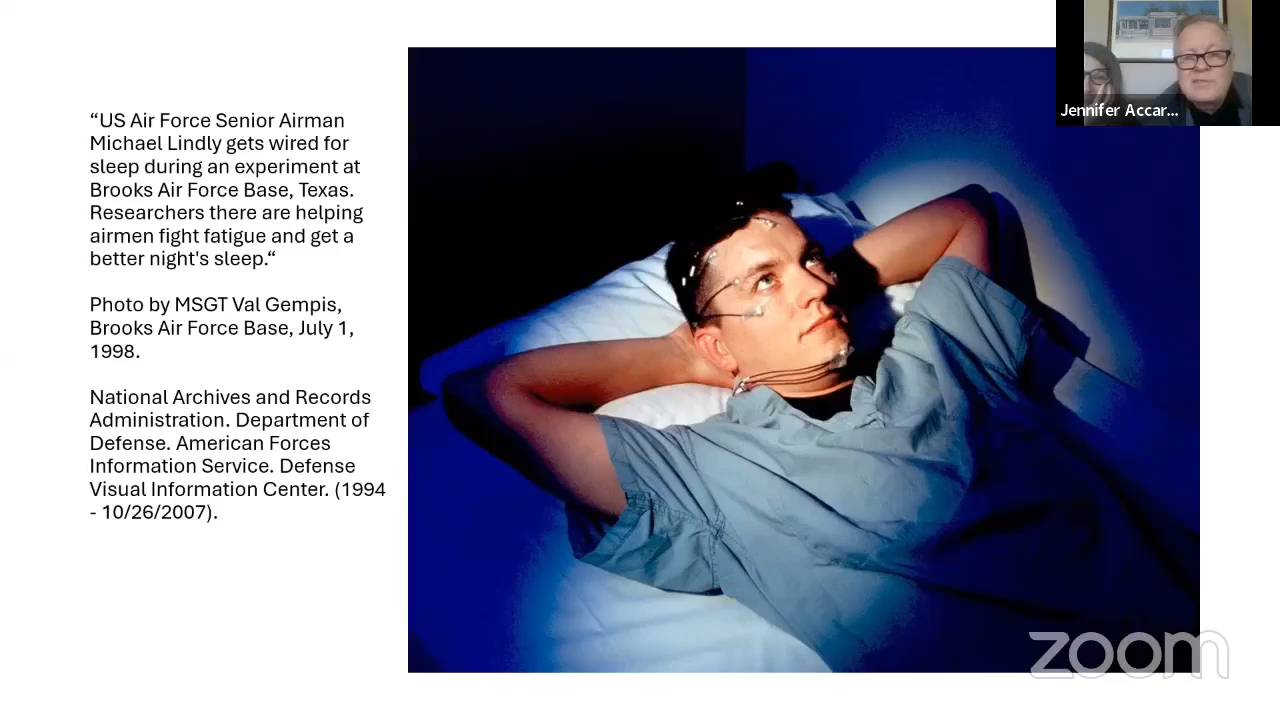 “US Air Force Senior Airman
Michael Lindly gets wired for
sleep during an experiment at
Brooks Air Force Base, Texas.
Researchers there are helping
airmen fight fatigue and get a
better night's sleep.“
Photo by MSGT Val Gempis,
Brooks Air Force Base, July 1,
1998.
National Archives and Records
Administration. Department of
Defense. American Forces
Information Service. Defense
Visual Information Center. (1994
- 10/26/2007).
Jennifer Accar...
zoom